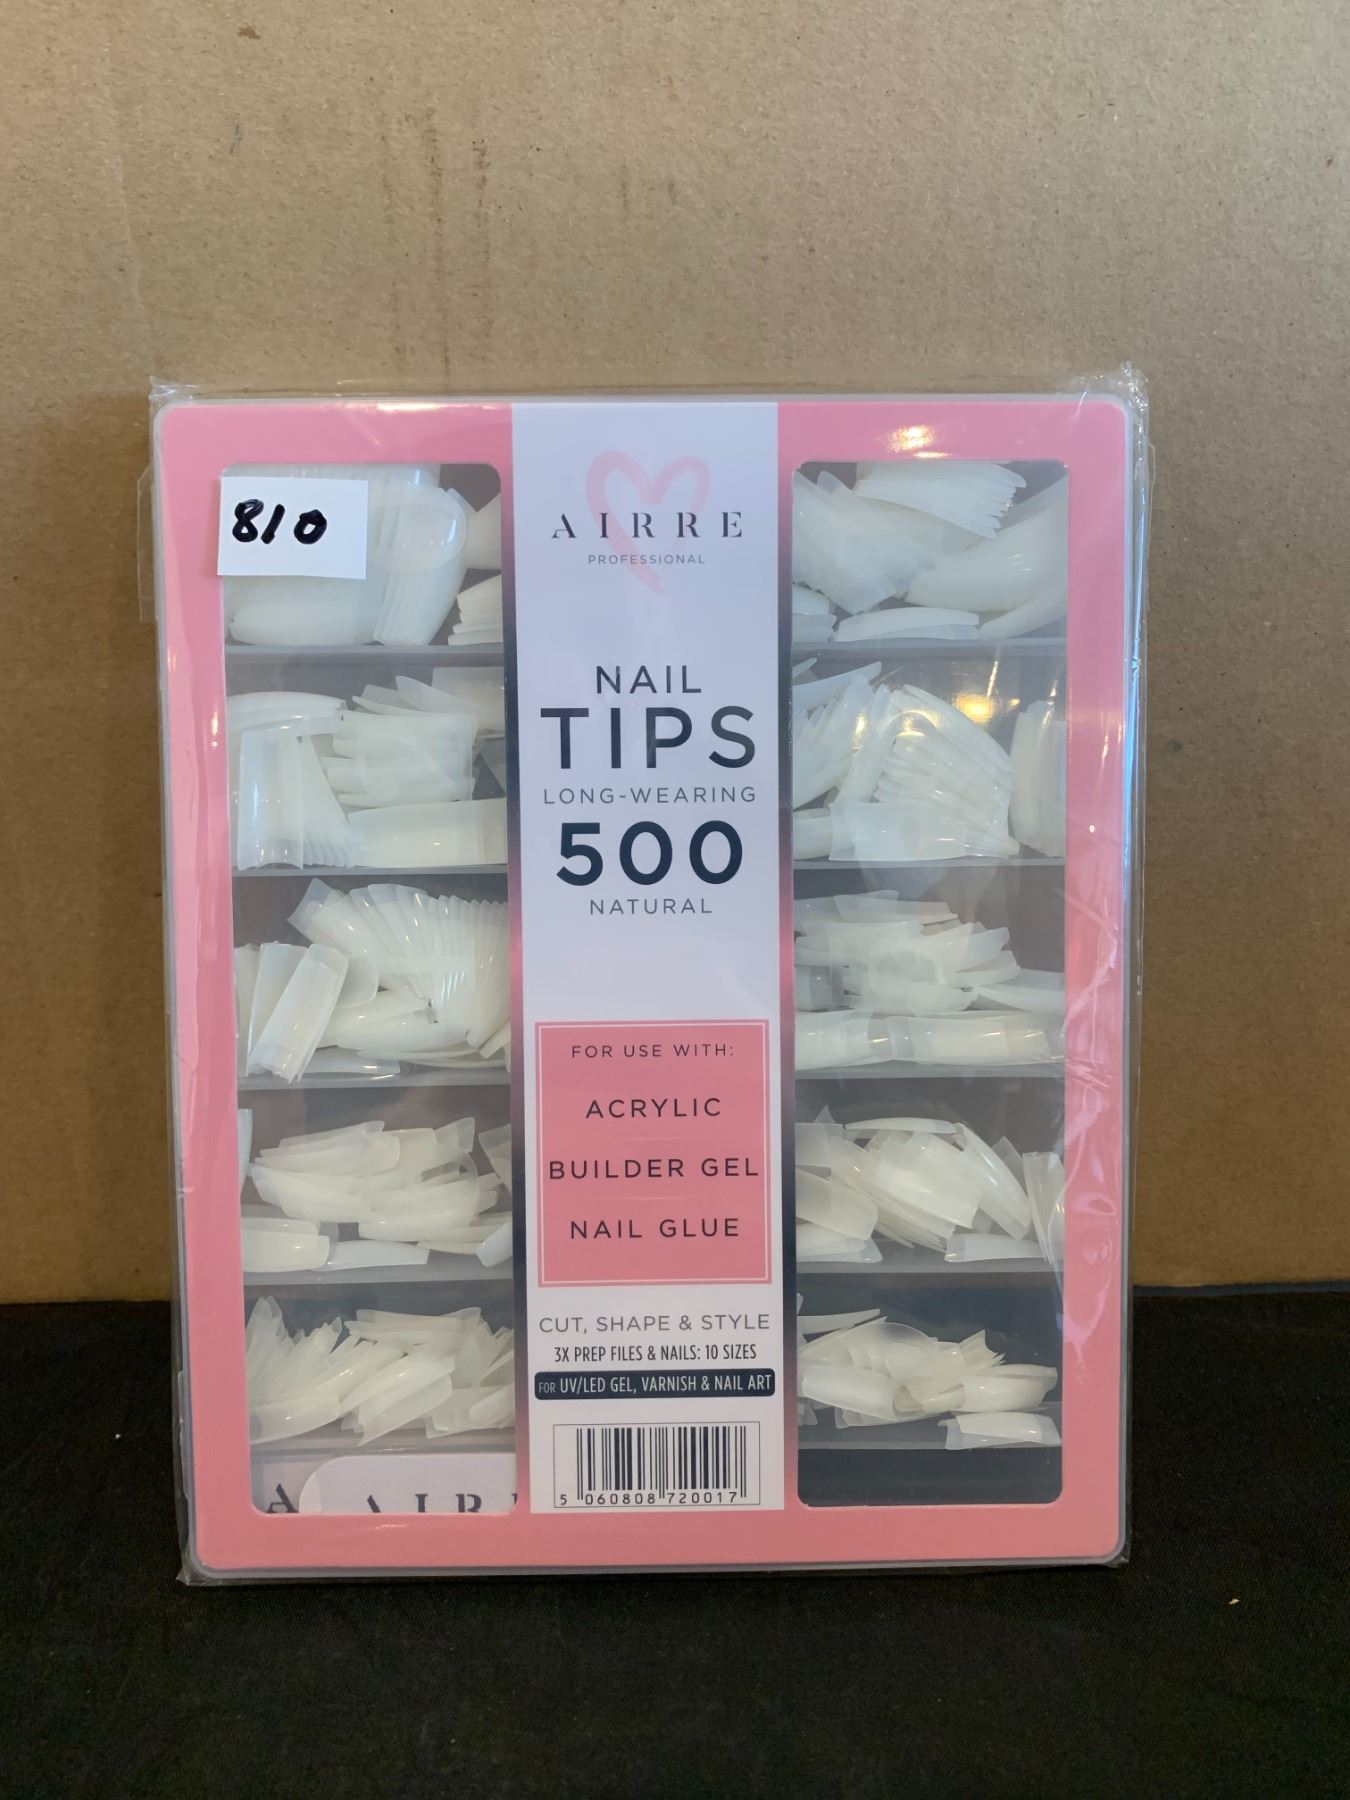 810
AIRRE
PROFESSIONAL
NAIL
TIPS
LONG-WEARING
500
NATURAL
FOR USE WITH:
ACRYLIC
BUILDER GEL
NAIL GLUE
CUT, SHAPE & STYLE
3X PREP FILES & NAILS: 10 SIZES
FOR UV/LED GEL, VARNISH & NAIL ART
5 060808 720017